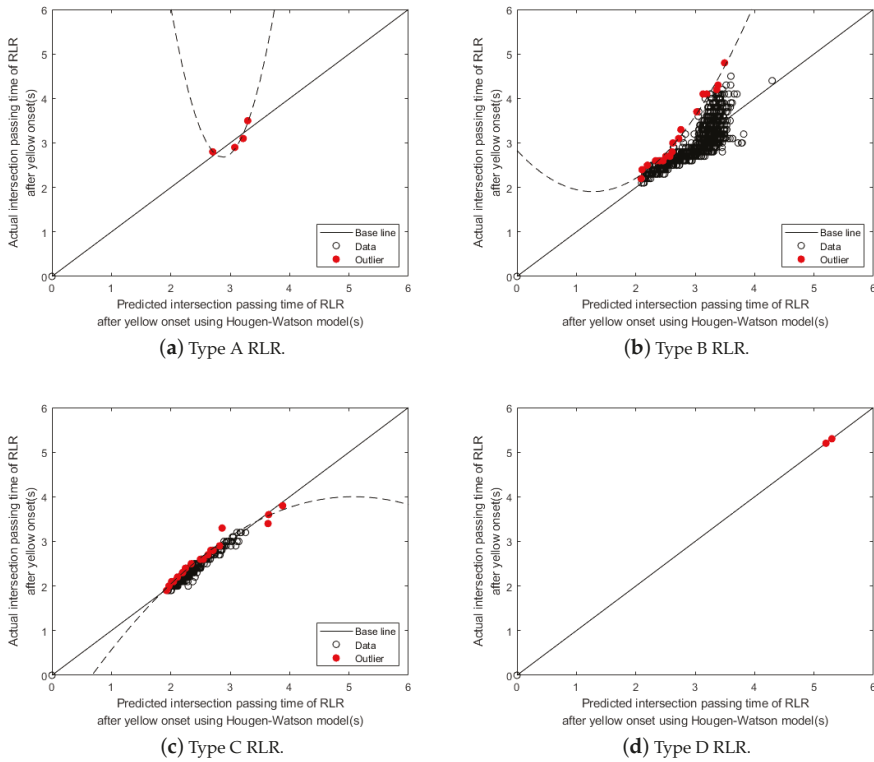 6
5
4
3
2
1
0
Actual intersection passing time of RLR
after yellow onset(s)
Base line
Data
Outlier
0 1 2 3 4 5 6
Predicted intersection passing time of RLR
after yellow onset using Hougen-Watson model(s)
(a) Type A RLR.
6
5
4
3
2
1
0
Actual intersection passing time of RLR
after yellow onset(s)
Base line
Data
Outlier
0 1 2 3 4 5 6
Predicted intersection passing time of RLR
after yellow onset using Hougen-Watson model(s)
(b) Type B RLR.
6
5
4
3
2
1
0
Actual intersection passing time of RLR
after yellow onset(s)
Base line
Data
Outlier
0 1 2 3 4 5 6
Predicted intersection passing time of RLR
after yellow onset using Hougen-Watson model(s)
(c) Type C RLR.
6
5
4
3
2
1
0
Actual intersection passing time of RLR
after yellow onset(s)
0 1 2 3 4 5 6
Predicted intersection passing time of RLR
after yellow onset using Hougen-Watson model(s)
(d) Type D RLR.